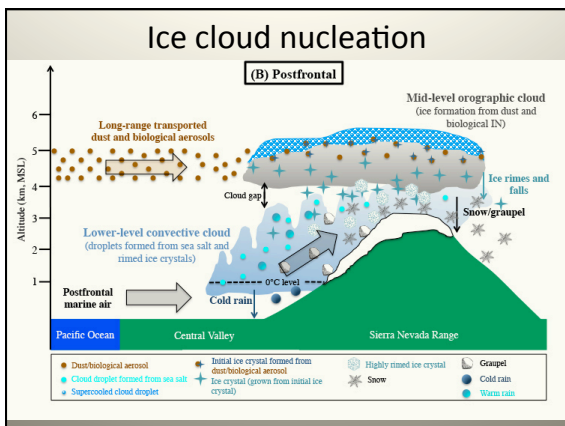 Ice cloud nucleation
(B) Postfrontal
Mid-level orographic cloud
(ice formation from dust and
biological IN)
Long-range transported
dust and biological aerosols
Altitude (km, MSL)
6
5
4
3
2
1
Cloud gap
Ice rimes and
falls
Snow/graupel
Lower-level convective cloud
(droplets formed from sea salt and
rimed ice crystals)
0°C level
Postfrontal
marine air
Cold rain
Pacific Ocean
Central Valley
Sierra Nevada Range
Dust/biological aerosol
Cloud droplet formed from sea salt
Supercooled cloud droplet
Initial ice crystal formed from
dust/biological aerosol
Ice crystal (grown from initial ice
crystal)
Highly rimed ice crystal
Snow
Graupel
Cold rain
Warm rain